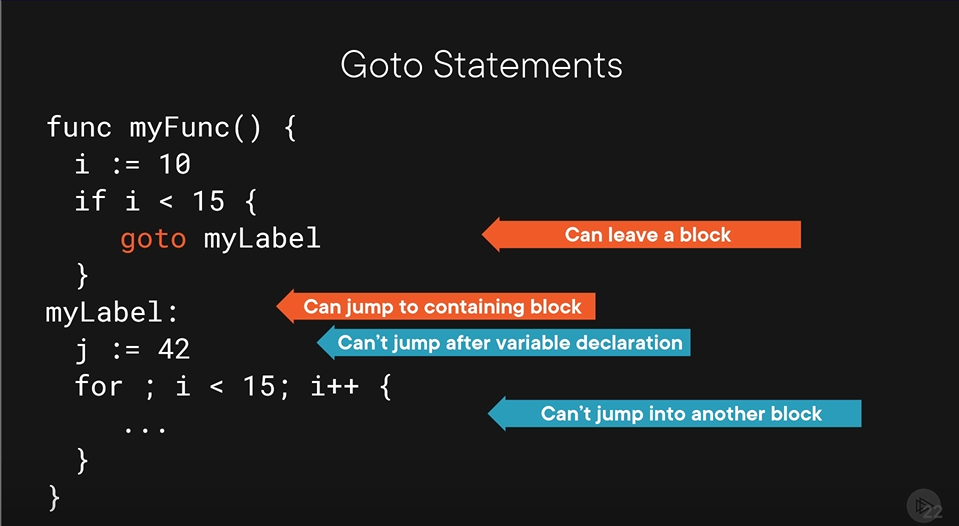 Goto Statements
func myFunc() {
i := 10
if i < 15 {
goto myLabel
Can leave a block
}
myLabel:
Can jump to containing block
j := 42
Can't jump after variable declaration
for ; i < 15; i++ {
Can't jump into another block
...
}
}
22